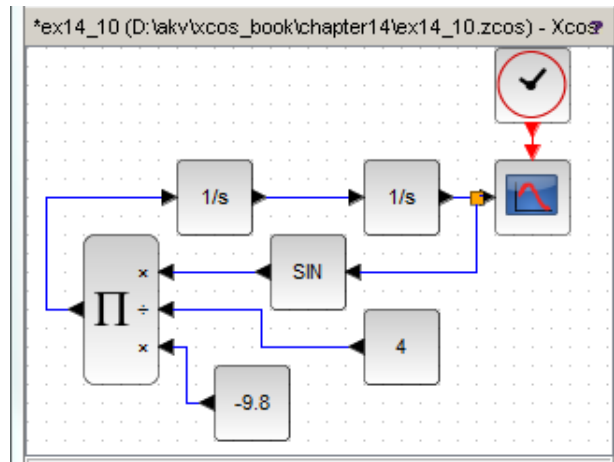 *ex14_10 (D:\akv\xcos_book\chapter14\ex14_10.zcos) - Xcos?
1/s
1/s
×
SIN
∏
÷
×
4
-9.8